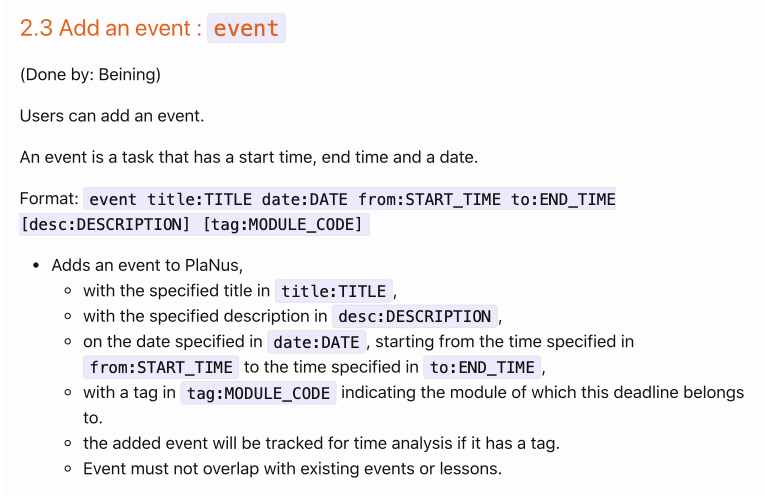 2.3 Add an event : event
(Done by: Beining)
Users can add an event.
An event is a task that has a start time, end time and a date.
Format: event title:TITLE date:DATE from:START_TIME to:END_TIME
[desc:DESCRIPTION] [tag:MODULE_CODE]
• Adds an event to PlaNus,
◦ with the specified title in title:TITLE,
◦ with the specified description in desc:DESCRIPTION,
◦ on the date specified in date:DATE, starting from the time specified in
from:START_TIME to the time specified in to:END_TIME,
◦ with a tag in tag:MODULE_CODE indicating the module of which this deadline belongs
to.
◦ the added event will be tracked for time analysis if it has a tag.
◦ Event must not overlap with existing events or lessons.